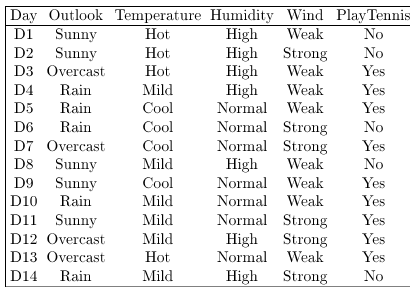 Day Outlook Temperature Humidity Wind PlayTennis
D1 Sunny Hot High Weak No
D2 Sunny Hot High Strong No
D3 Overcast Hot High Weak Yes
D4 Rain Mild High Weak Yes
D5 Rain Cool Normal Weak Yes
D6 Rain Cool Normal Strong No
D7 Overcast Cool Normal Strong Yes
D8 Sunny Mild High Weak No
D9 Sunny Cool Normal Weak Yes
D10 Rain Mild Normal Weak Yes
D11 Sunny Mild Normal Strong Yes
D12 Overcast Mild High Strong Yes
D13 Overcast Hot Normal Weak Yes
D14 Rain Mild High Strong No